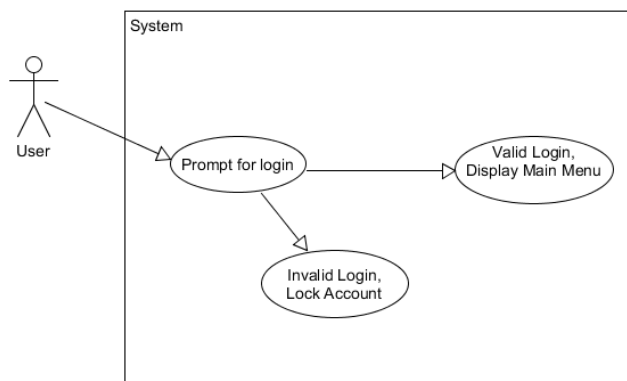 System
User
Prompt for login
Valid Login,
Display Main Menu
Invalid Login,
Lock Account